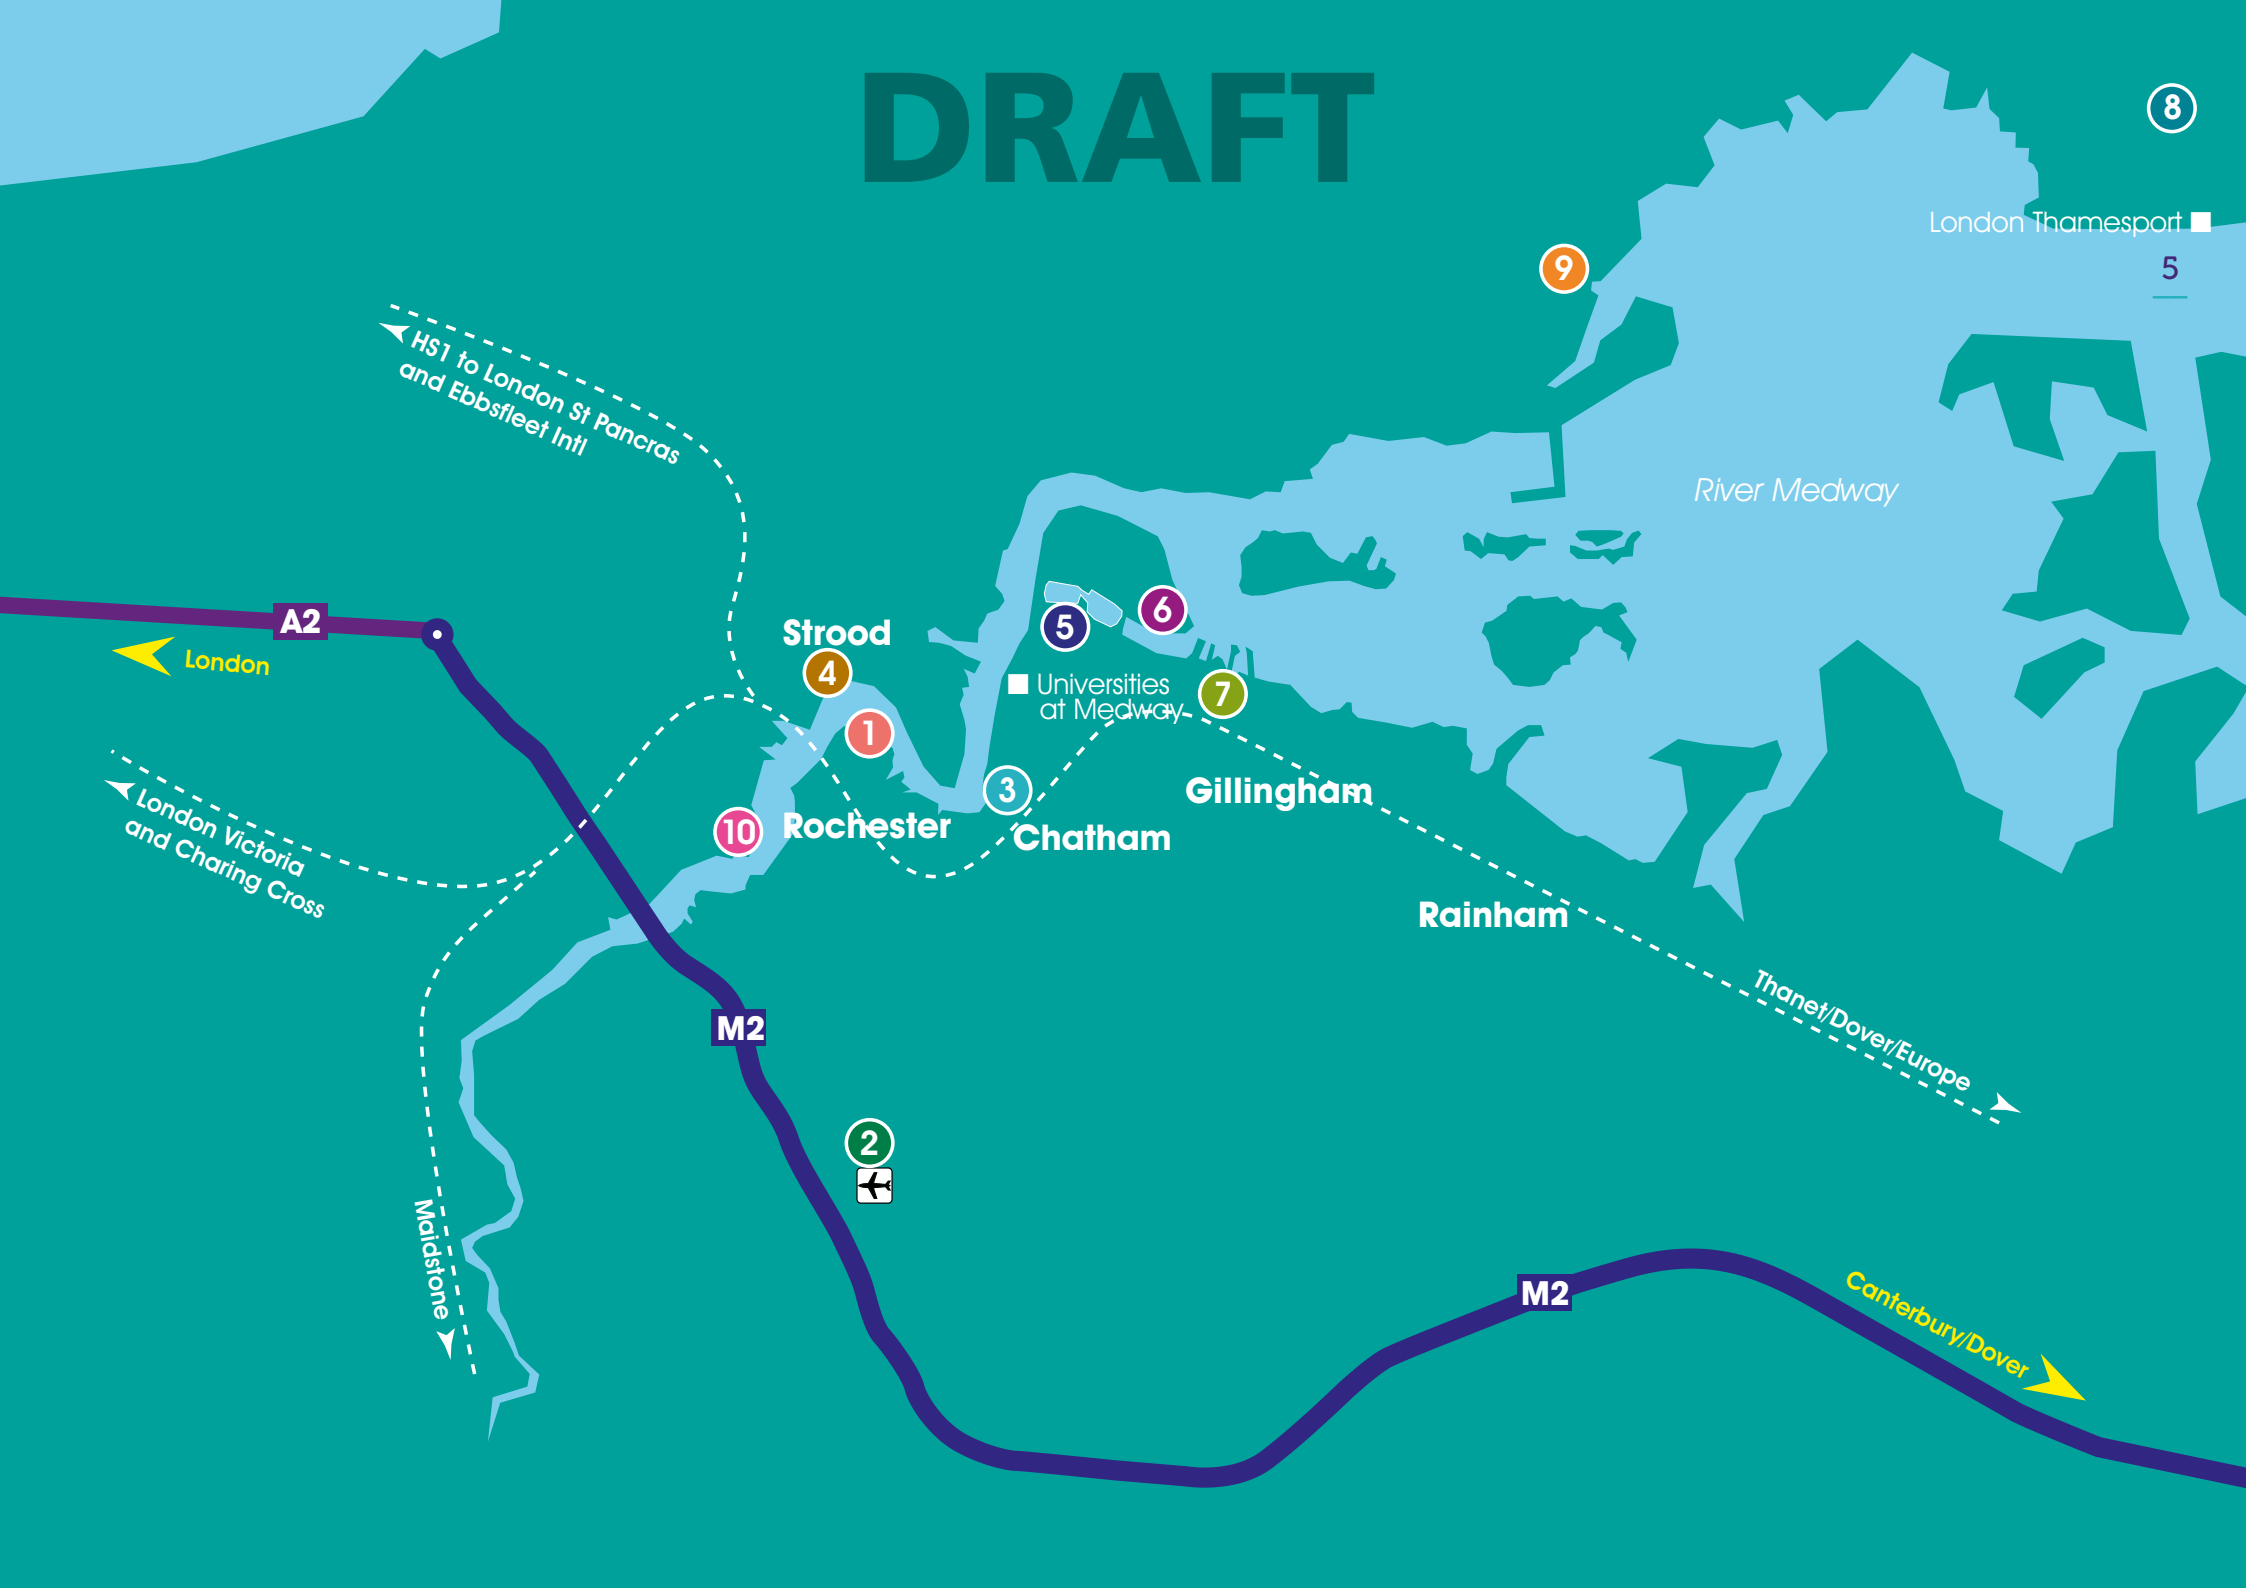 DRAFT
8
London Thamesport
5
9
HS1 to London St Pancras
and Ebbsfleet Intl
River Medway
A2
London
Strood
4
5
6
Universities
at Medway
7
1
3
Gillingham
London Victoria
and Charing Cross
10
Rochester
Chatham
Rainham
Thanet/Dover/Europe
M2
2
Maidstone
M2
Canterbury/Dover